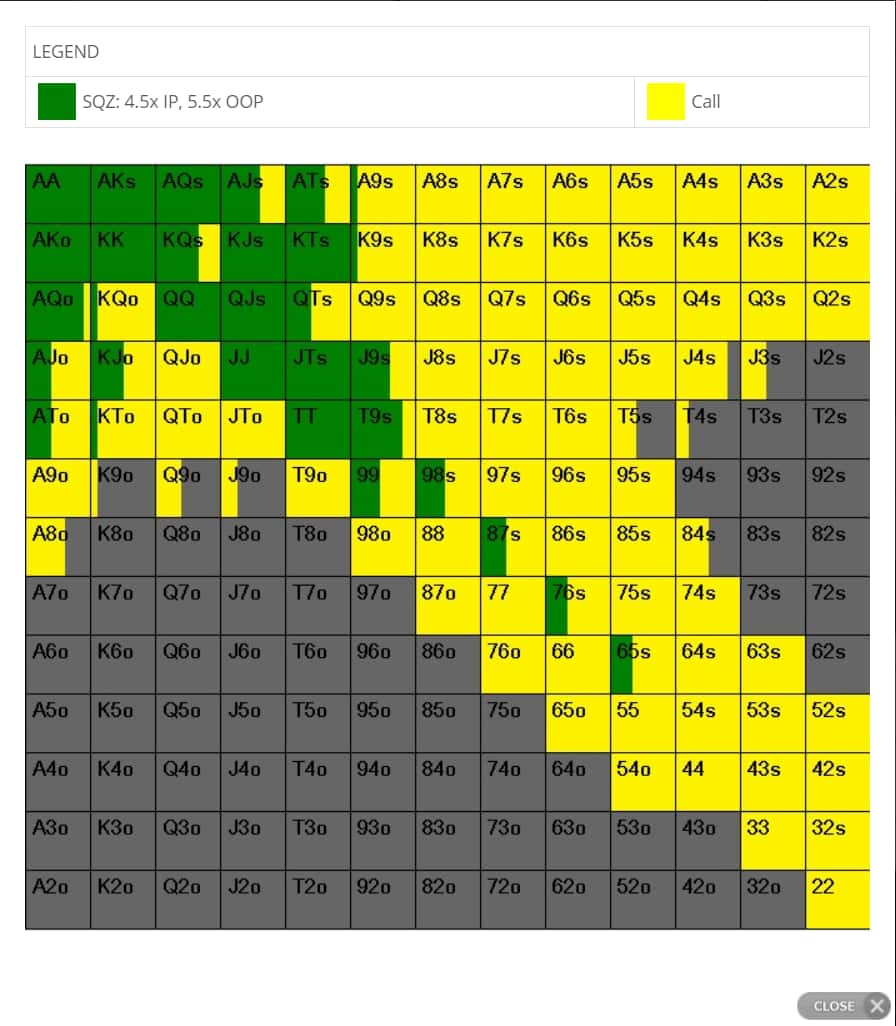 LEGEND
SQZ: 4.5x IP, 5.5x OOP Call
AA AKs AQs AJs ATs A9s A8s A7s A6s A5s A4s A3s A2s
AKo KK KQs KJs KTs K9s K8s K7s K6s K5s K4s K3s K2s
AQo KQo QQ QJs QTs Q9s Q8s Q7s Q6s Q5s Q4s Q3s Q2s
AJo KJo QJo JJ JTs J9s J8s J7s J6s J5s J4s J3s J2s
ATo KTo QTo JTo TT T9s T8s T7s T6s T5s T4s T3s T2s
A9o K9o Q9o J9o T9o 99 98s 97s 96s 95s 94s 93s 92s
A8o K8o Q8o J8o T8o 98o 88 87s 86s 85s 84s 83s 82s
A7o K7o Q7o J7o T7o 97o 87o 77 76s 75s 74s 73s 72s
A6o K6o Q6o J6o T6o 96o 86o 76o 66 65s 64s 63s 62s
A5o K5o Q5o J5o T5o 95o 85o 75o 65o 55 54s 53s 52s
A4o K4o Q4o J4o T4o 94o 84o 74o 64o 54o 44 43s 42s
A3o K3o Q3o J3o T3o 93o 83o 73o 63o 53o 43o 33 32s
A2o K2o Q2o J2o T2o 92o 82o 72o 62o 52o 42o 32o 22
CLOSE